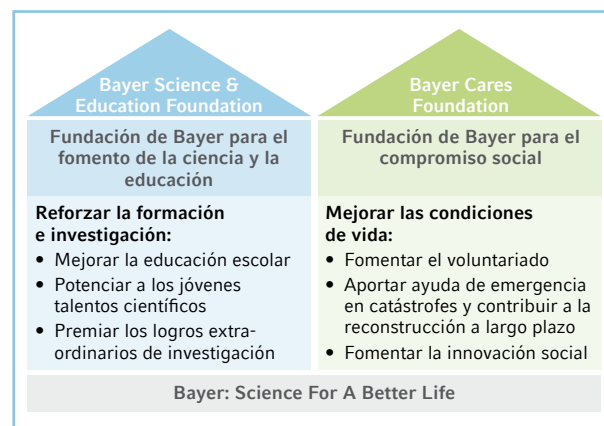 Bayer Science &
Education Foundation
Fundación de Bayer para el
fomento de la ciencia y la
educación
Reforzar la formación
e investigación:
• Mejorar la educación escolar
• Potenciar a los jóvenes
talentos científicos
• Premiar los logros extra-
ordinarios de investigación
Bayer Cares
Foundation
Fundación de Bayer para el
compromiso social
Mejorar las condiciones
de vida:
• Fomentar el voluntariado
• Aportar ayuda de emergencia
en catástrofes y contribuir a la
reconstrucción a largo plazo
• Fomentar la innovación social
Bayer: Science For A Better Life